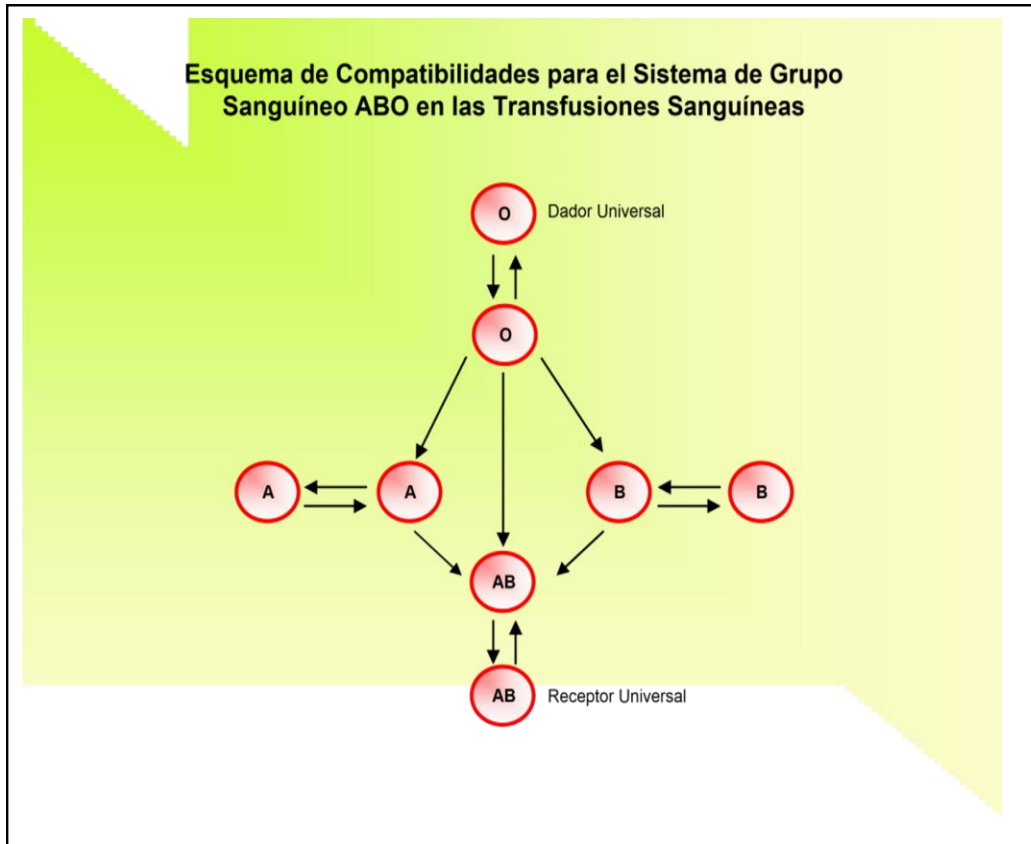 Esquema de Compatibilidades para el Sistema de Grupo
Sanguíneo ABO en las Transfusiones Sanguíneas
O Dador Universal
O
A A B B
AB
AB Receptor Universal